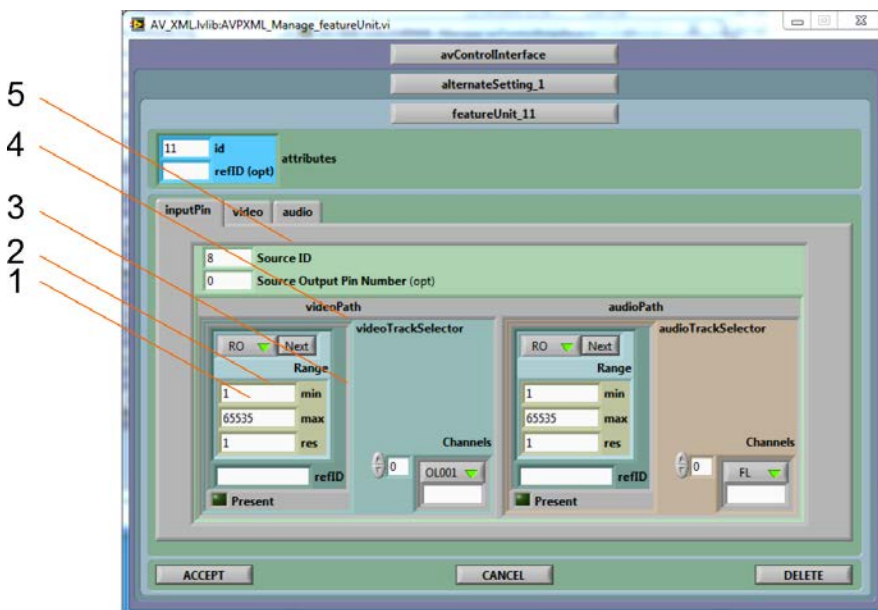 AV_XML.lvlib:AVPXML_Manage_featureUnit.vi
avControlInterface
alternateSetting_1
featureUnit_11
5
4
3
2
1
11 id
refID (opt)
attributes
inputPin video audio
8 Source ID
0 Source Output Pin Number (opt)
videoPath audioPath
RO Next videoTrackSelector RO Next audioTrackSelector
Range Range
1 min 1 min
65535 max 65535 max
1 res Channels 1 res Channels
refID 0 OL001 refID 0 FL
Present Present
ACCEPT CANCEL DELETE